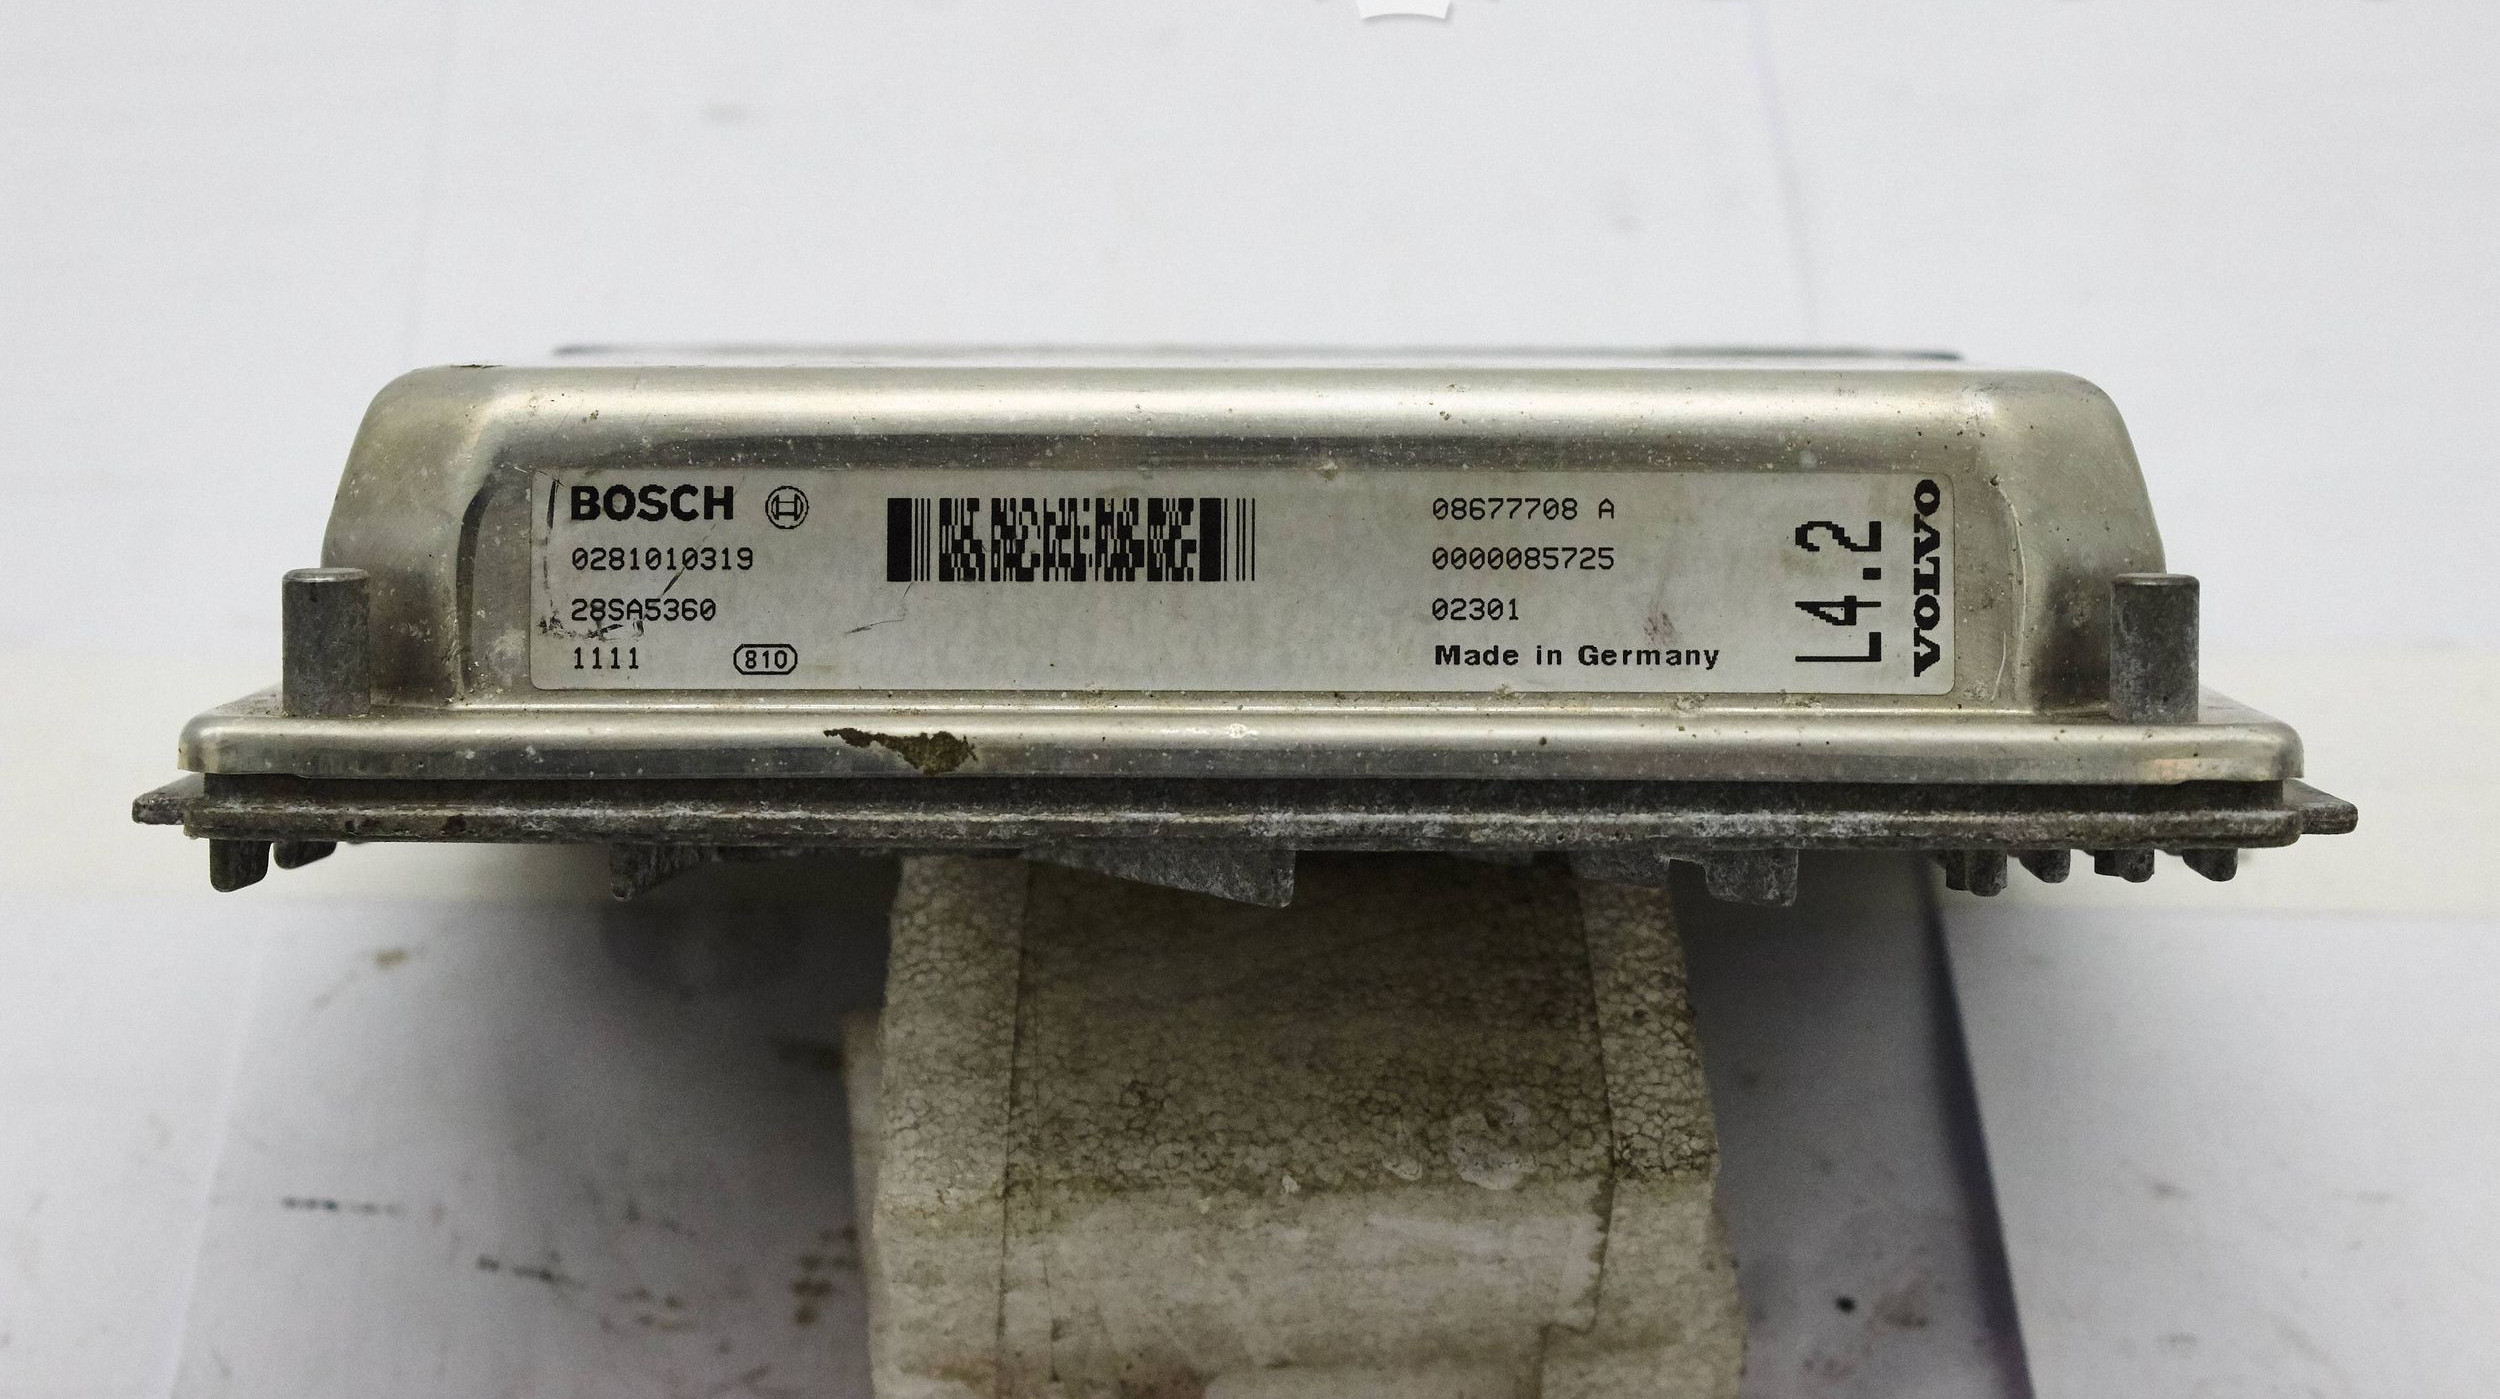 BOSCH
0281010319
28SA5360
1111 810
08677708 A
0000085725
02301
Made in Germany
L4.2
VOLVO